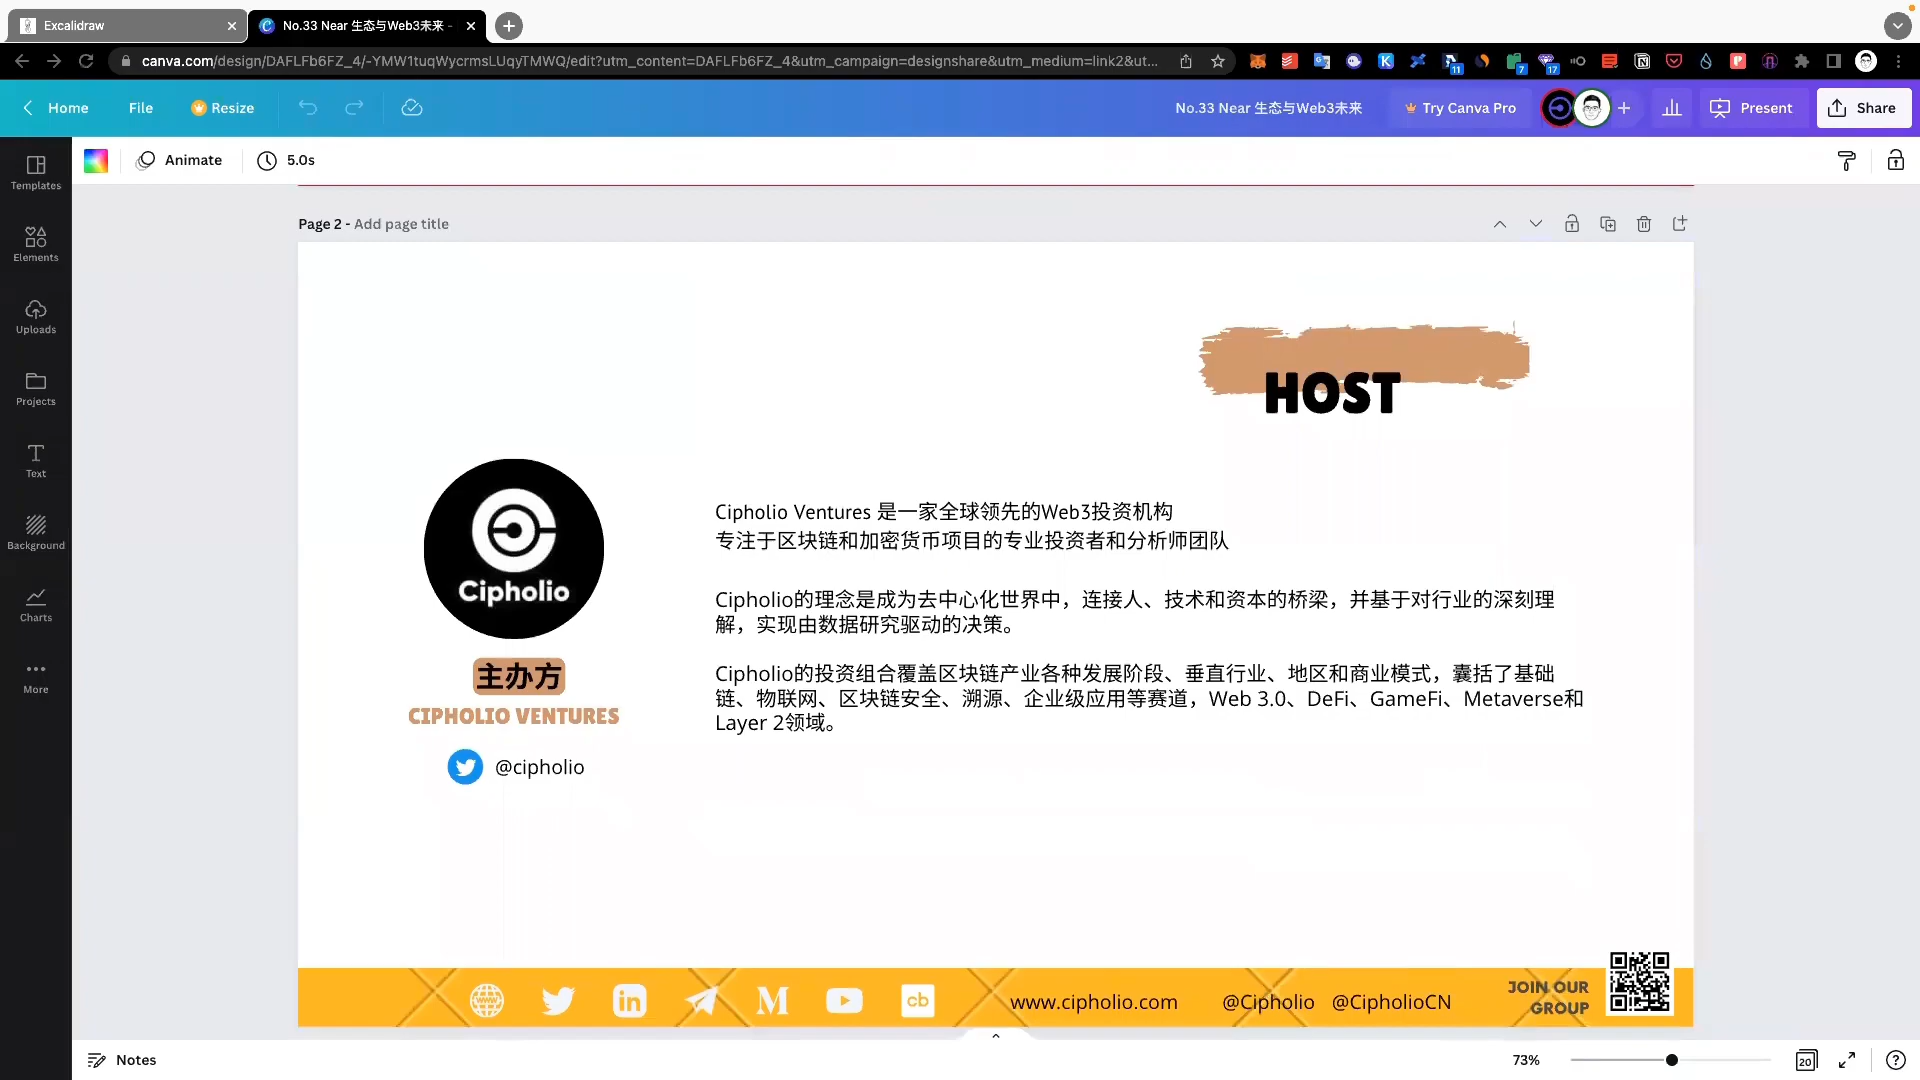 Excalidraw
No.33 Near 生态与Web3未来 -
canva.com/design/DAFLFb6FZ_4/-YMW1tuqWycrmsLUqyTMWQ/edit?utm_content=DAFLFb6FZ_4&utm_campaign=designshare&utm_medium=link2&ut...
11
7
17
Home
File
Resize
No.33 Near 生态与Web3未来
Try Canva Pro
Present
Share
Animate
5.0s
Templates
Elements
Uploads
Projects
Text
Background
Charts
More
Page 2 - Add page title
HOST
Cipholio
主办方
CIPHOLIO VENTURES
@cipholio
Cipholio Ventures 是一家全球领先的Web3投资机构
专注于区块链和加密货币项目的专业投资者和分析师团队
Cipholio的理念是成为去中心化世界中，连接人、技术和资本的桥梁，并基于对行业的深刻理
解，实现由数据研究驱动的决策。
Cipholio的投资组合覆盖区块链产业各种发展阶段、垂直行业、地区和商业模式，囊括了基础
链、物联网、区块链安全、溯源、企业级应用等赛道，Web 3.0、DeFi、GameFi、Metaverse和
Layer 2领域。
www.cipholio.com
@Cipholio
@CipholioCN
JOIN OUR
GROUP
Notes
73%
20